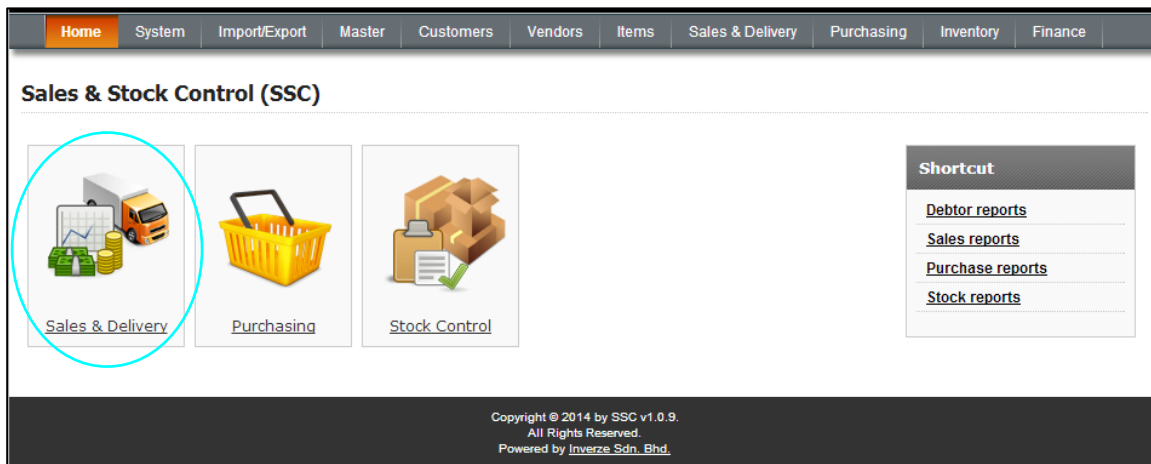 Home System Import/Export Master Customers Vendors Items Sales & Delivery Purchasing Inventory Finance
Sales & Stock Control (SSC)
Sales & Delivery
Purchasing
Stock Control
Shortcut
Debtor reports
Sales reports
Purchase reports
Stock reports
Copyright © 2014 by SSC v1.0.9.
All Rights Reserved.
Powered by Inverze Sdn. Bhd.